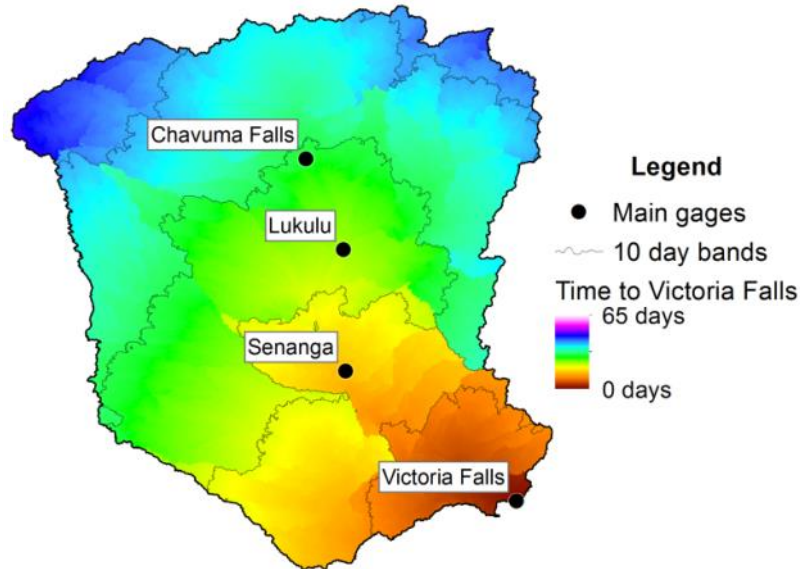 Chavuma Falls
Lukulu
Senanga
Victoria Falls
Legend
Main gages
10 day bands
Time to Victoria Falls
65 days
0 days